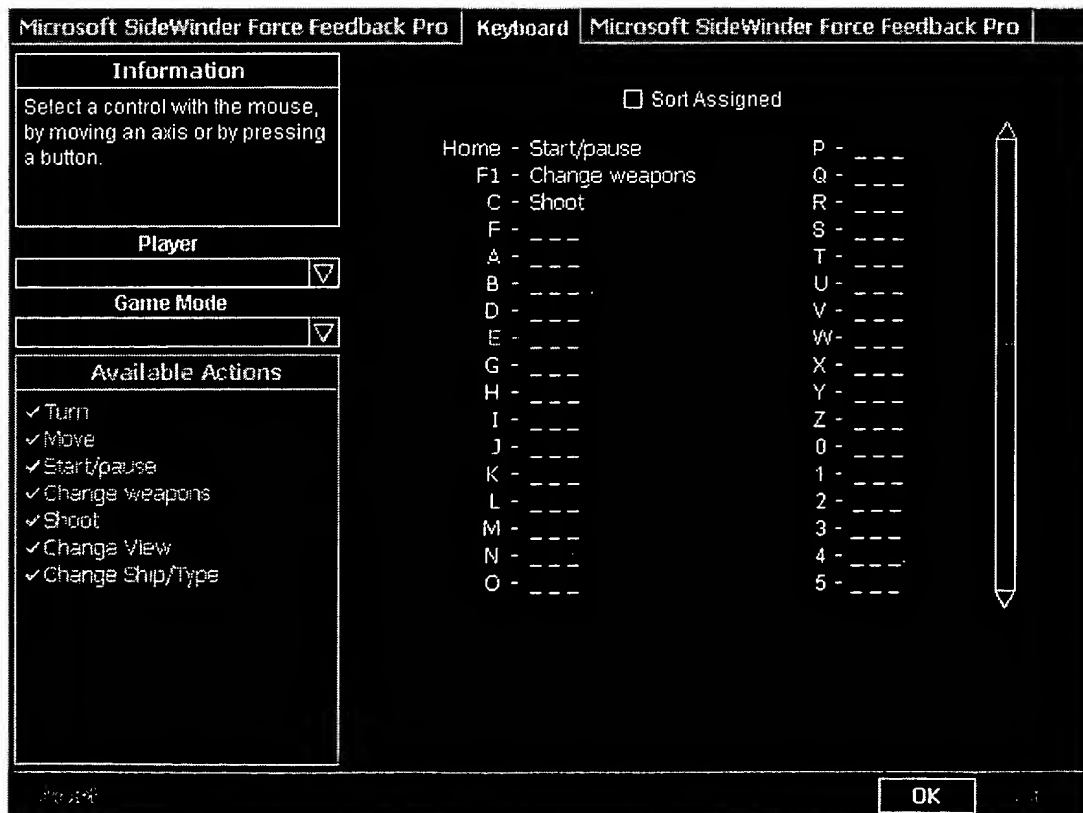 Microsoft SideWinder Force Feedback Pro
Keyboard
Microsoft SideWinder Force Feedback Pro
Information
Select a control with the mouse,
by moving an axis or by pressing
a button.
Player
Game Mode
Available Actions
✓Turn
✓Move
✓Start/pause
✓Change weapons
✓Shoot
✓Change View
✓Change Ship/Type
Sort Assigned
Home - Start/pause
F1 - Change weapons
C - Shoot
F - _ _ _
A - _ _ _
B - _ _ _
D - _ _ _
E - _ _ _
G - _ _ _
H - _ _ _
I - _ _ _
J - _ _ _
K - _ _ _
L - _ _ _
M - _ _ _
N - _ _ _
O - _ _ _
P - _ _ _
Q - _ _ _
R - _ _ _
S - _ _ _
T - _ _ _
U - _ _ _
V - _ _ _
W- _ _ _
X - _ _ _
Y - _ _ _
Z - _ _ _
0 - _ _ _
1 - _ _ _
2 - _ _ _
3 - _ _ _
4 - _ _ _
5 - _ _ _
OK